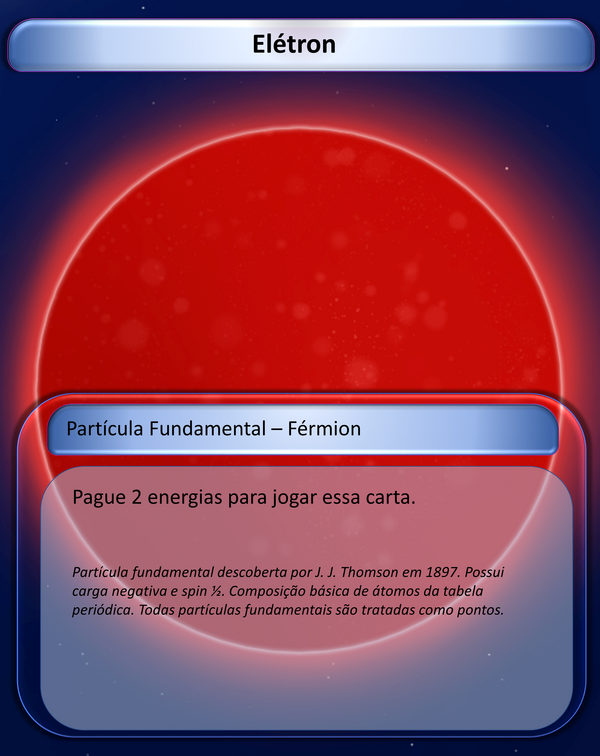 Elétron
Partícula Fundamental – Férmion
Pague 2 energias para jogar essa carta.
Partícula fundamental descoberta por J. J. Thomson em 1897. Possui
carga negativa e spin ½. Composição básica de átomos da tabela
periódica. Todas partículas fundamentais são tratadas como pontos.